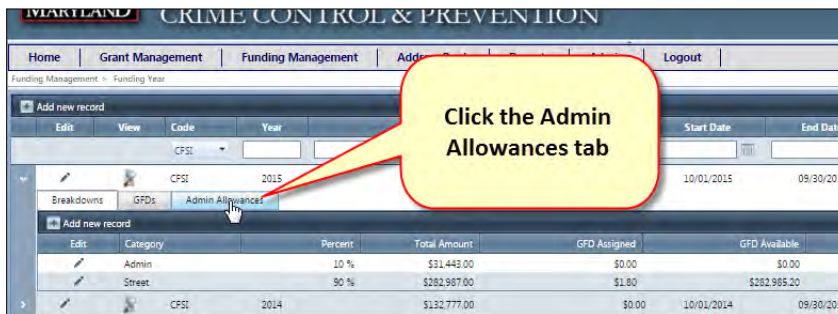 MARYLAND CRIME CONTROL & PREVENTION
Home Grant Management Funding Management Logout
Funding Management > Funding Year
Add new record
Edit View Code Year Start Date End Dat
CFSI
CFSI 2015 10/01/2015 09/30/20
Breakdowns GFDs Admin Allowances
Add new record
Edit Category Percent Total Amount GFD Assigned GFD Available
Admin 10 % $31,443.00 $0.00 $0.00
Street 90 % $282,987.00 $1.80 $282,985.20
CFSI 2014 $132,777.00 $0.00 10/01/2014 09/30/20
Click the Admin
Allowances tab